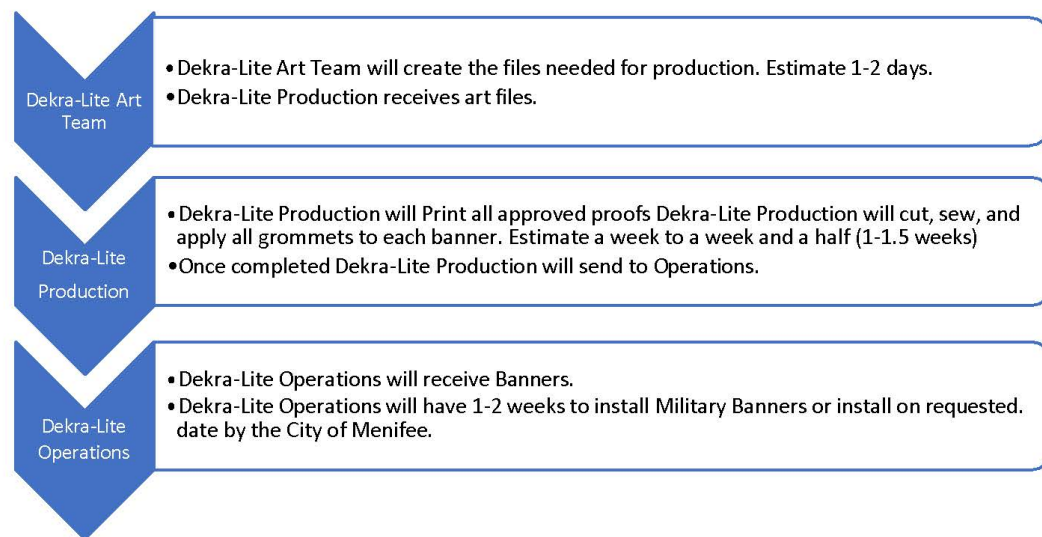 Dekra-Lite Art
Team
•Dekra-Lite Art Team will create the files needed for production. Estimate 1-2 days.
•Dekra-Lite Production receives art files.
Dekra-Lite
Production
•Dekra-Lite Production will Print all approved proofs Dekra-Lite Production will cut, sew, and
apply all grommets to each banner. Estimate a week to a week and a half (1-1.5 weeks)
•Once completed Dekra-Lite Production will send to Operations.
Dekra-Lite
Operations
•Dekra-Lite Operations will receive Banners.
•Dekra-Lite Operations will have 1-2 weeks to install Military Banners or install on requested.
date by the City of Menifee.